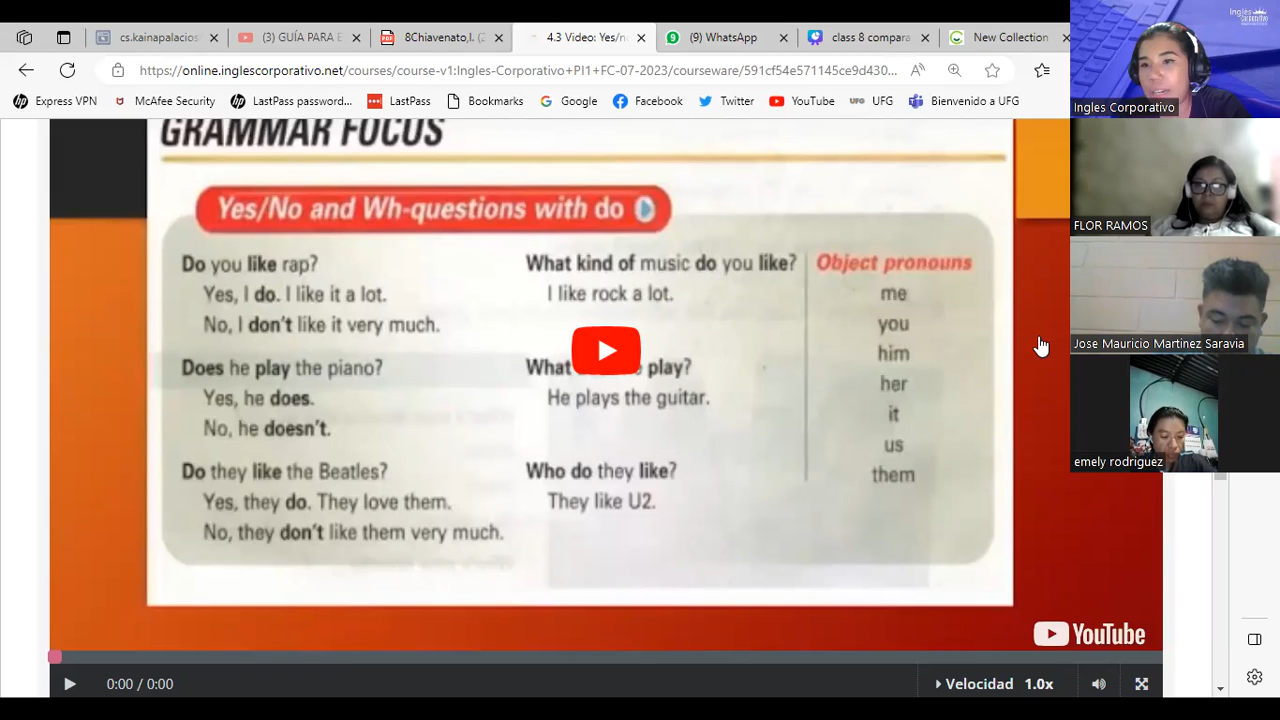 cs.kainapalacios
(3) GUÍA PARA E
8Chiavenato, I. (2
4.3 Video: Yes/n
(9) WhatsApp
class 8 compara
New Collection
https://online.inglescorporativo.net/courses/course-v1:Ingles-Corporativo+PI1+FC-07-2023/courseware/591cf54e571145ce9d430...
Express VPN
McAfee Security
LastPass password...
LastPass
Bookmarks
Google
Facebook
Twitter
YouTube
UFG
Bienvenido a UFG
GRAMMAR FOCUS
Yes/No and Wh-questions with do
Do you like rap?
Yes, I do. I like it a lot.
No, I don't like it very much.
Does he play the piano?
Yes, he does.
No, he doesn't.
Do they like the Beatles?
Yes, they do. They love them.
No, they don't like them very much.
What kind of music do you like?
I like rock a lot.
What play?
He plays the guitar.
Who do they like?
They like U2.
Object pronouns
me
you
him
her
it
us
them
YouTube
0:00 / 0:00
Velocidad 1.0x
Ingles
CORPORATIVO
Ingles Corporativo
FLOR RAMOS
Jose Mauricio Martinez Saravia
emely rodriguez